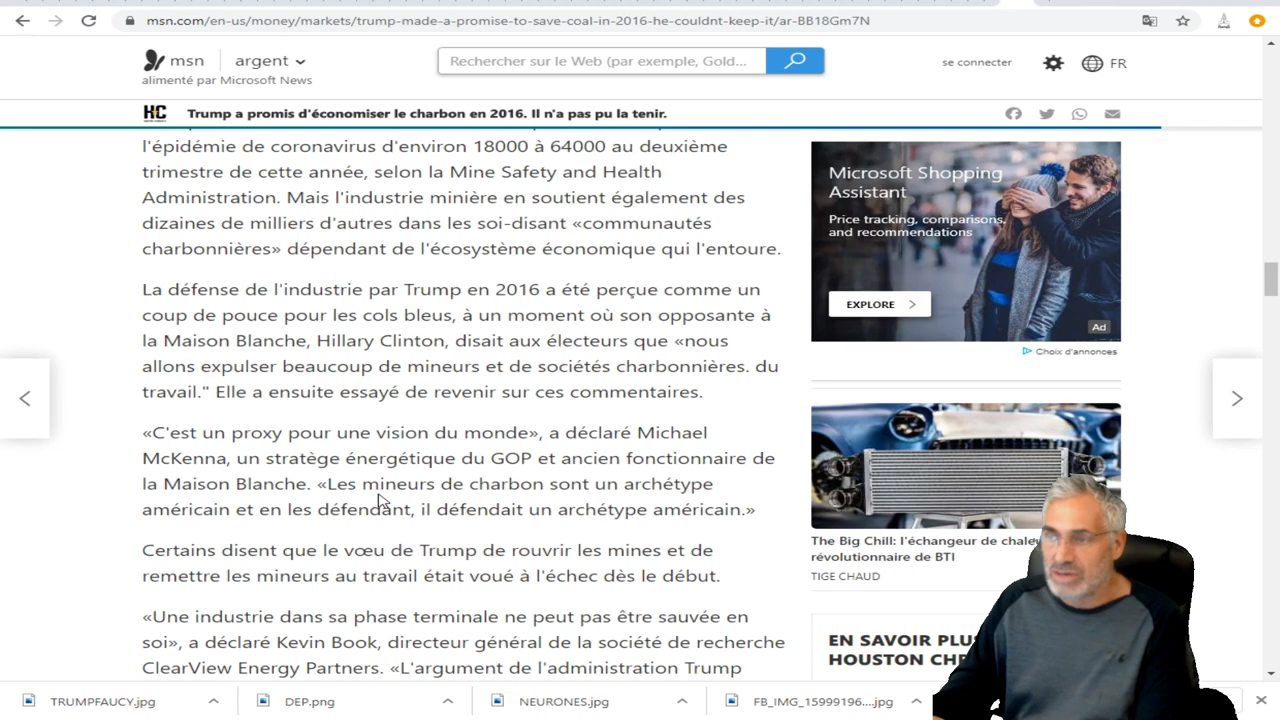 msn.com/en-us/money/markets/trump-made-a-promise-to-save-coal-in-2016-he-couldnt-keep-it/ar-BB18Gm7N
msn
argent
alimenté par Microsoft News
Rechercher sur le Web (par exemple, Gold...
se connecter
FR
HC
Trump a promis d'économiser le charbon en 2016. Il n'a pas pu la tenir.
l'épidémie de coronavirus d'environ 18000 à 64000 au deuxième
trimestre de cette année, selon la Mine Safety and Health
Administration. Mais l'industrie minière en soutient également des
dizaines de milliers d'autres dans les soi-disant «communautés
charbonnières» dépendant de l'écosystème économique qui l'entoure.
La défense de l'industrie par Trump en 2016 a été perçue comme un
coup de pouce pour les cols bleus, à un moment où son opposante à
la Maison Blanche, Hillary Clinton, disait aux électeurs que «nous
allons expulser beaucoup de mineurs et de sociétés charbonnières. du
travail." Elle a ensuite essayé de revenir sur ces commentaires.
«C'est un proxy pour une vision du monde», a déclaré Michael
McKenna, un stratège énergétique du GOP et ancien fonctionnaire de
la Maison Blanche. «Les mineurs de charbon sont un archétype
américain et en les défendant, il défendait un archétype américain.»
Certains disent que le vœu de Trump de rouvrir les mines et de
remettre les mineurs au travail était voué à l'échec dès le début.
«Une industrie dans sa phase terminale ne peut pas être sauvée en
soi», a déclaré Kevin Book, directeur général de la société de recherche
ClearView Energy Partners. «L'argument de l'administration Trump
Microsoft Shopping
Assistant
Price tracking, comparisons,
and recommendations
EXPLORE
Ad
Choix d'annonces
The Big Chill: l'échangeur de
révolutionnaire de BTI
TIGE CHAUD
EN SAVOIR
HOUSTON
TRUMPFAUCY.jpg
DEP.png
NEURONES.jpg
FB_IMG_15999196....jpg